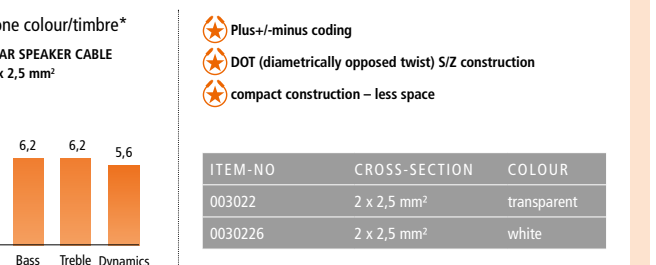 one colour/timbre*
AR SPEAKER CABLE
x 2,5 mm²
6,2 6,2 5,6
Bass Treble Dynamics
Plus+/-minus coding
DOT (diametrically opposed twist) S/Z construction
compact construction – less space
ITEM-NO CROSS-SECTION COLOUR
003022 2 x 2,5 mm² transparent
0030226 2 x 2,5 mm² white